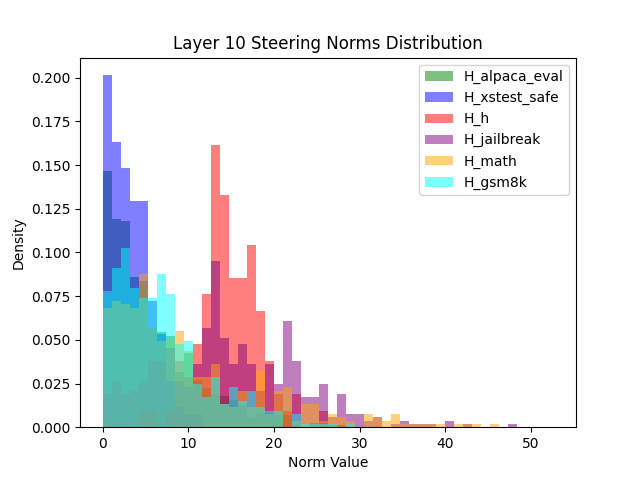 Layer 10 Steering Norms Distribution
Density
0.200
0.175
0.150
0.125
0.100
0.075
0.050
0.025
0.000
H_alpaca_eval
H_xstest_safe
H_h
H_jailbreak
H_math
H_gsm8k
0 10 20 30 40 50
Norm Value